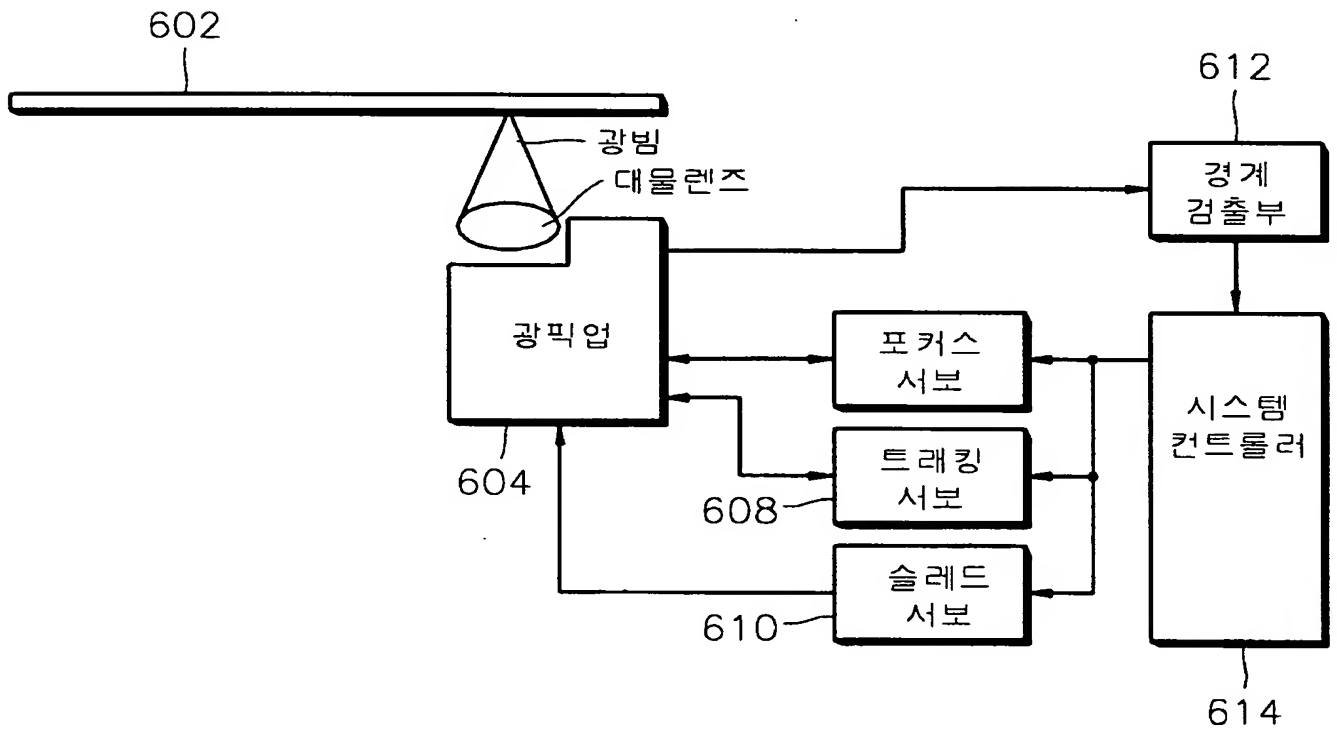 602
612
광빔
대물렌즈
경계
검출부
광픽업
포커스
서보
시스템
컨트롤러
604
트래킹
서보
608
슬레드
서보
610
614